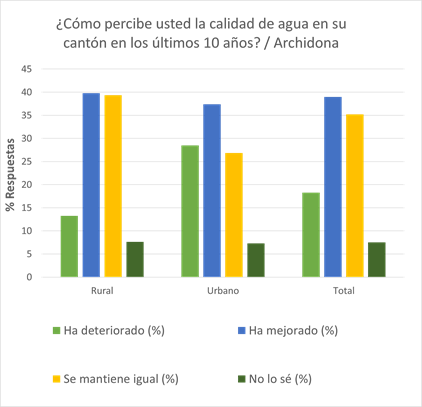 ¿Cómo percibe usted la calidad de agua en su
cantón en los últimos 10 años? / Archidona
45
40
35
30
25
20
15
10
5
0
% Respuestas
Rural
Urbano
Total
Ha deteriorado (%)
Ha mejorado (%)
Se mantiene igual (%)
No lo sé (%)